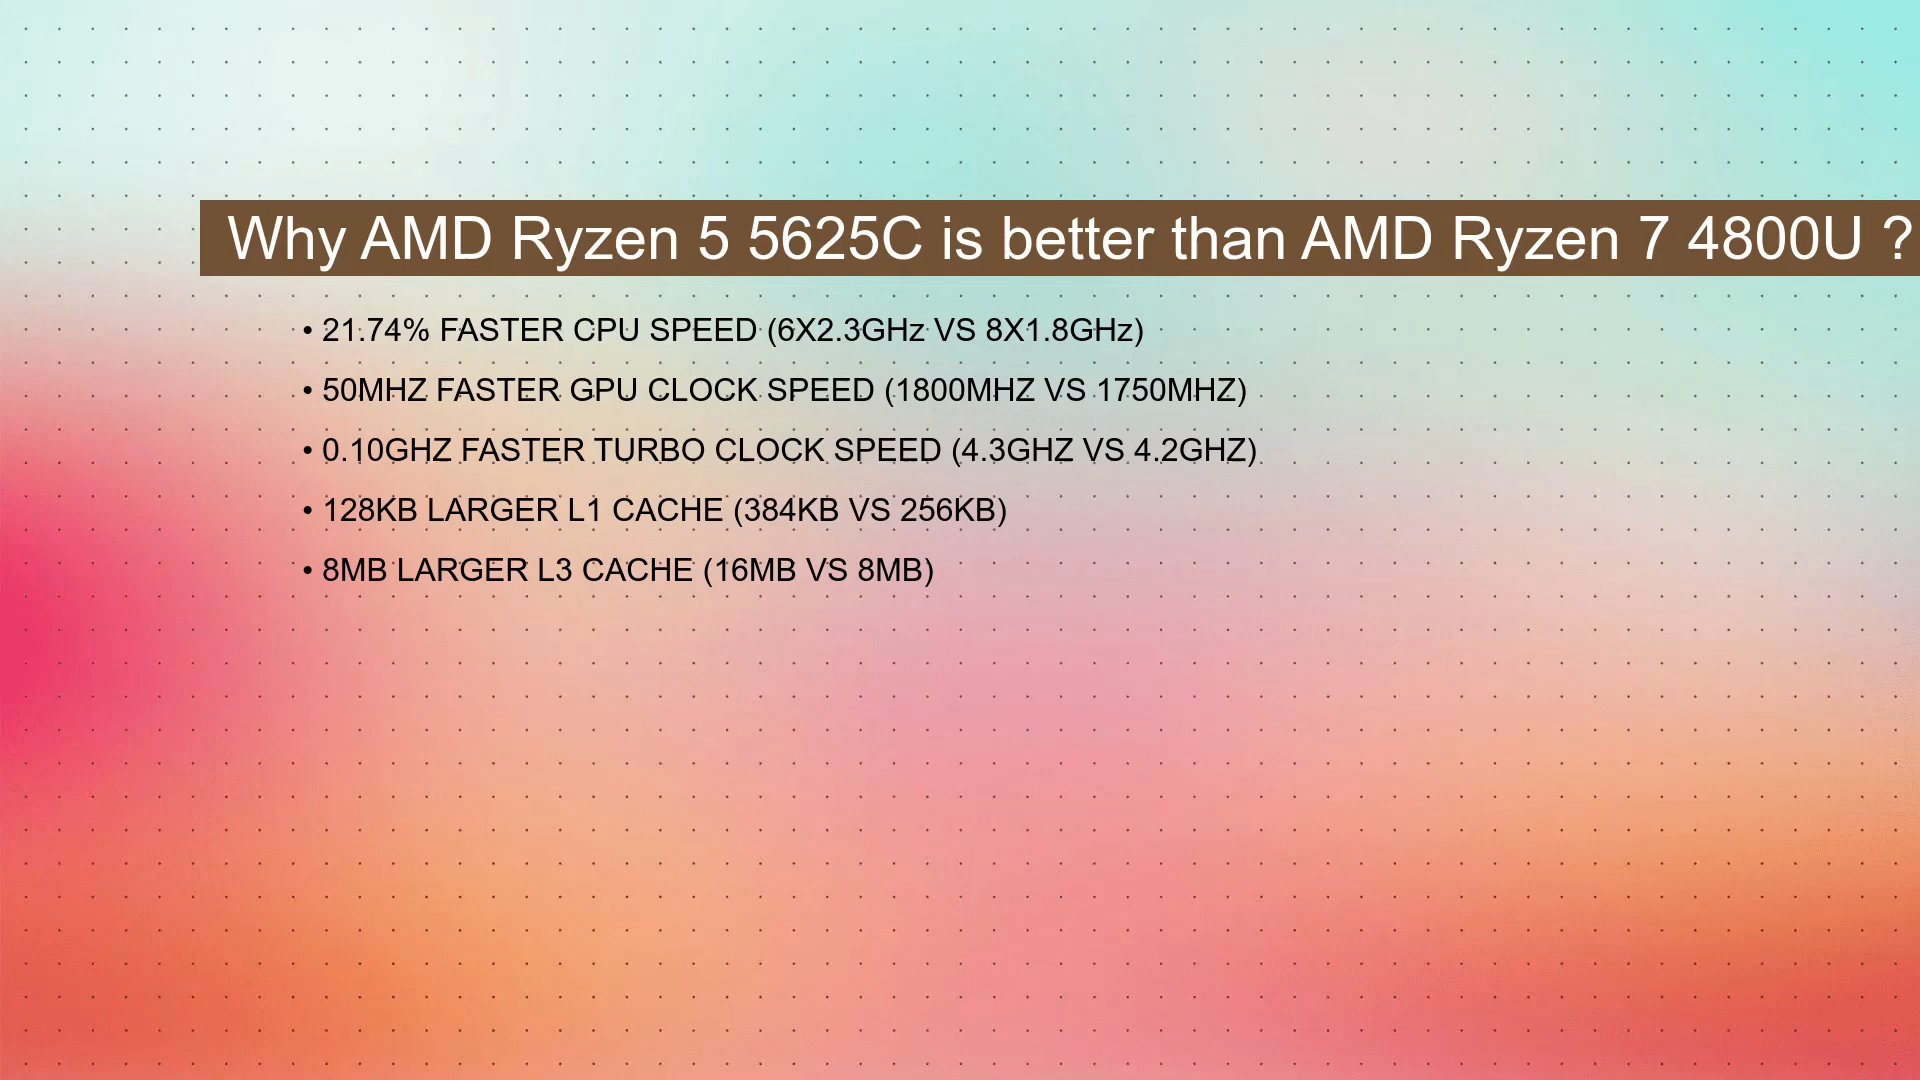 Why AMD Ryzen 5 5625C is better than AMD Ryzen 7 4800U ?
• 21.74% FASTER CPU SPEED (6X2.3GHz VS 8X1.8GHz)
• 50MHZ FASTER GPU CLOCK SPEED (1800MHZ VS 1750MHZ)
• 0.10GHZ FASTER TURBO CLOCK SPEED (4.3GHZ VS 4.2GHZ)
• 128KB LARGER L1 CACHE (384KB VS 256KB)
• 8MB LARGER L3 CACHE (16MB VS 8MB)